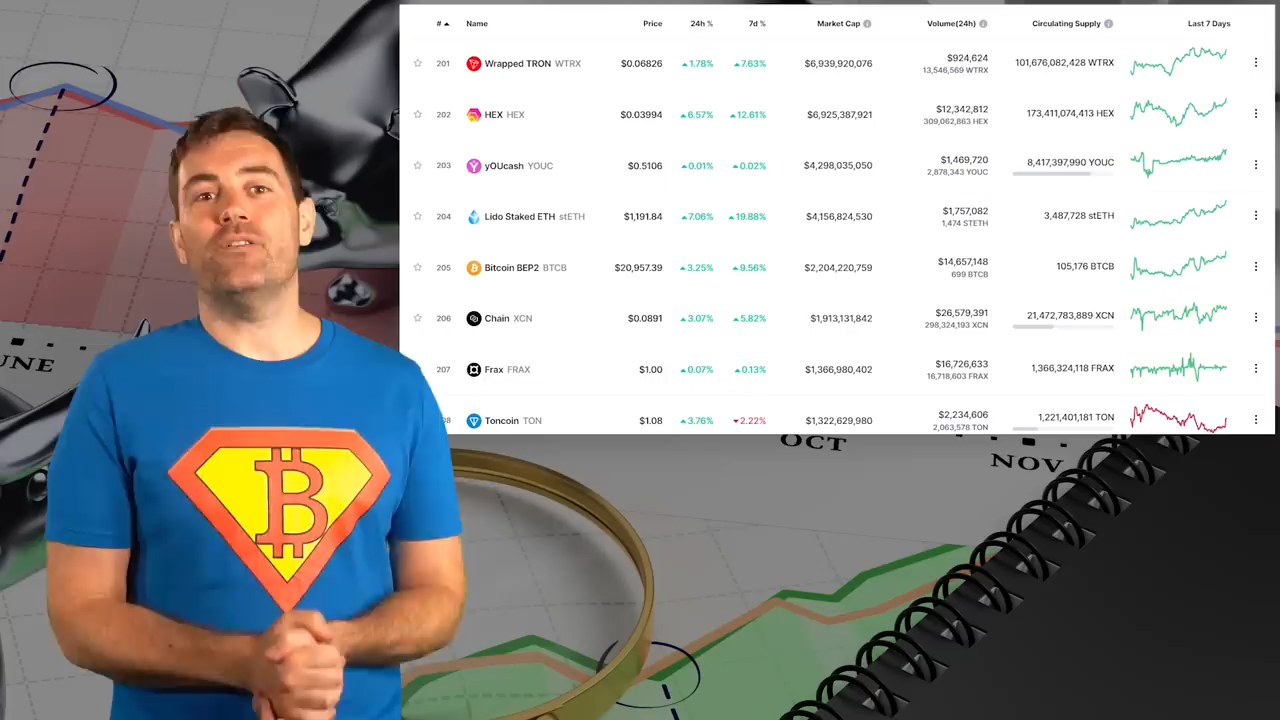 # Name Price 24h % 7d % Market Cap Volume(24h) Circulating Supply Last 7 Days
201 Wrapped TRON WTRX $0.06826 1.78% 7.63% $6,939,920,076 $924,624 101,676,082,428 WTRX
13,546,569 WTRX
202 HEX HEX $0.03994 6.57% 12.61% $6,925,387,921 $12,342,812 173,411,074,413 HEX
309,062,863 HEX
203 yOUcash YOUC $0.5106 0.01% 0.02% $4,298,035,050 $1,469,720 8,417,397,990 YOUC
2,878,343 YOUC
204 Lido Staked ETH stETH $1,191.84 7.06% 19.88% $4,156,824,530 $1,757,082 3,487,728 stETH
1,474 STETH
205 Bitcoin BEP2 BTCB $20,957.39 3.25% 9.56% $2,204,220,759 $14,657,148 105,176 BTCB
699 BTCB
206 Chain XCN $0.0891 3.07% 5.82% $1,913,131,842 $26,579,391 21,472,783,889 XCN
298,324,193 XCN
207 Frax FRAX $1.00 0.07% 0.13% $1,366,980,402 $16,726,633 1,366,324,118 FRAX
16,718,603 FRAX
08 Toncoin TON $1.08 3.76% 2.22% $1,322,629,980 $2,234,606 1,221,401,181 TON
2,063,578 TON
UNE
OCT
NOV
B